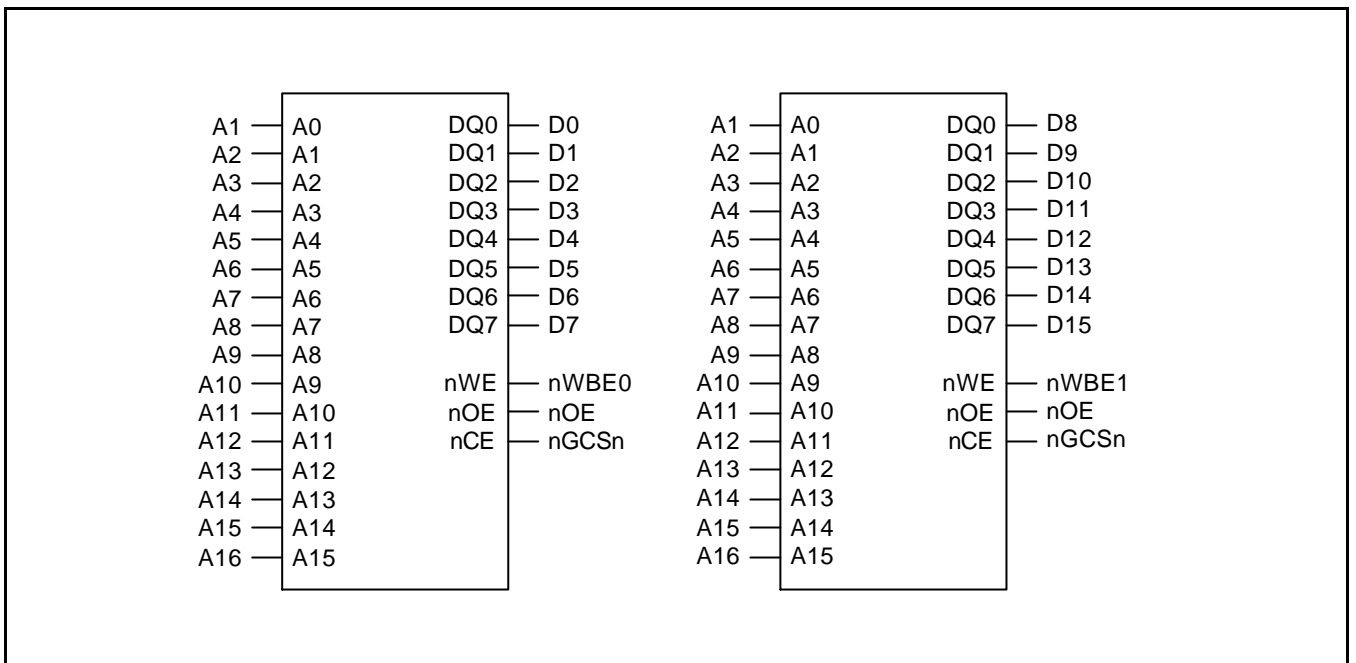 A1 A0 DQ0 D0 A1 A0 DQ0 D8
A2 A1 DQ1 D1 A2 A1 DQ1 D9
A3 A2 DQ2 D2 A3 A2 DQ2 D10
A4 A3 DQ3 D3 A4 A3 DQ3 D11
A5 A4 DQ4 D4 A5 A4 DQ4 D12
A6 A5 DQ5 D5 A6 A5 DQ5 D13
A7 A6 DQ6 D6 A7 A6 DQ6 D14
A8 A7 DQ7 D7 A8 A7 DQ7 D15
A9 A8 A9 A8
A10 A9 nWE nWBE0 A10 A9 nWE nWBE1
A11 A10 nOE nOE A11 A10 nOE nOE
A12 A11 nCE nGCSn A12 A11 nCE nGCSn
A13 A12 A13 A12
A14 A13 A14 A13
A15 A14 A15 A14
A16 A15 A16 A15